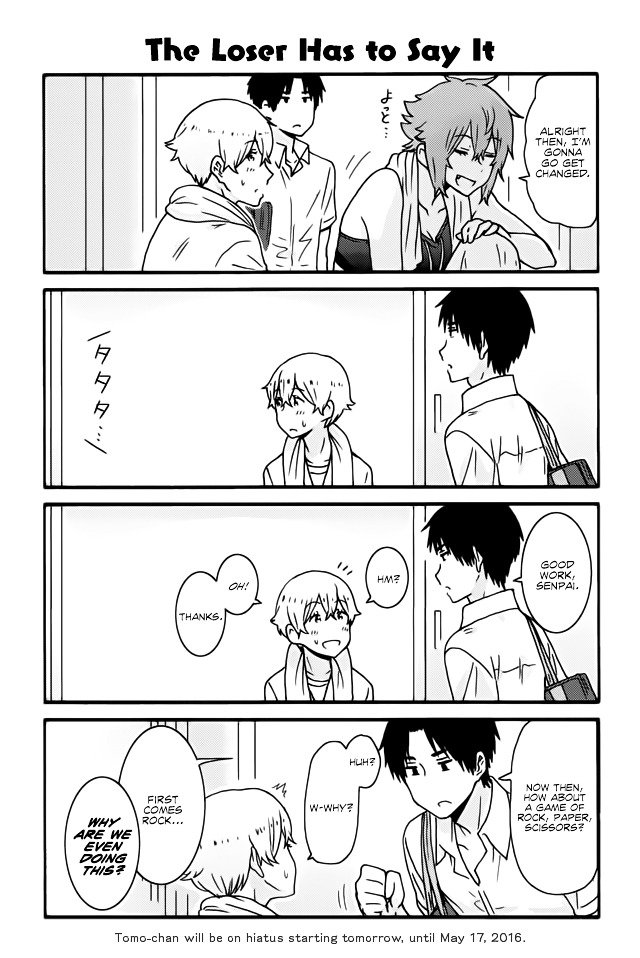 The Loser Has to Say It
ALRIGHT
THEN, I'M
GONNA
GO GET
CHANGED.
よっと…
タタタ…
GOOD
WORK,
SENPAI.
HM?
OH!
THANKS.
NOW THEN,
HOW ABOUT
A GAME OF
ROCK, PAPER,
SCISSORS?
HUH?
W-WHY?
FIRST
COMES
ROCK...
WHY
ARE WE
EVEN
DOING
THIS?
Tomo-chan will be on hiatus starting tomorrow, until May 17, 2016.